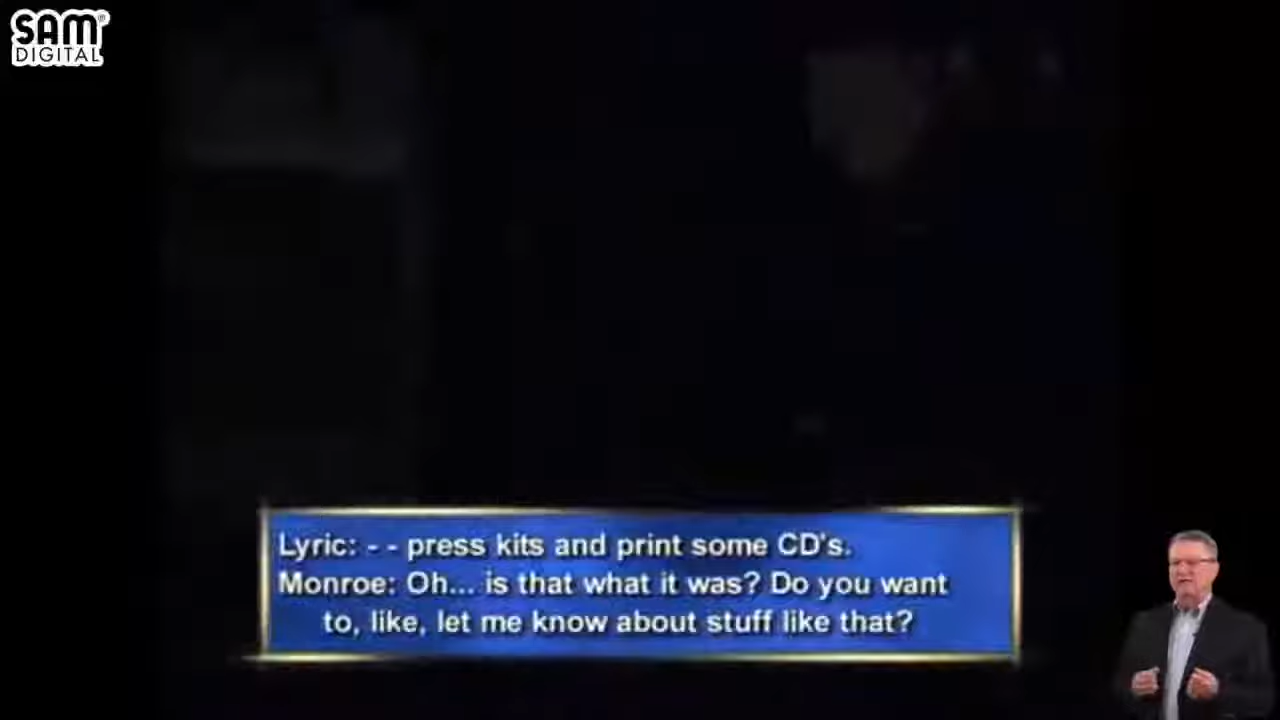 SAM
DIGITAL
Lyric: - - press kits and print some CD's.
Monroe: Oh... is that what it was? Do you want
to, like, let me know about stuff like that?